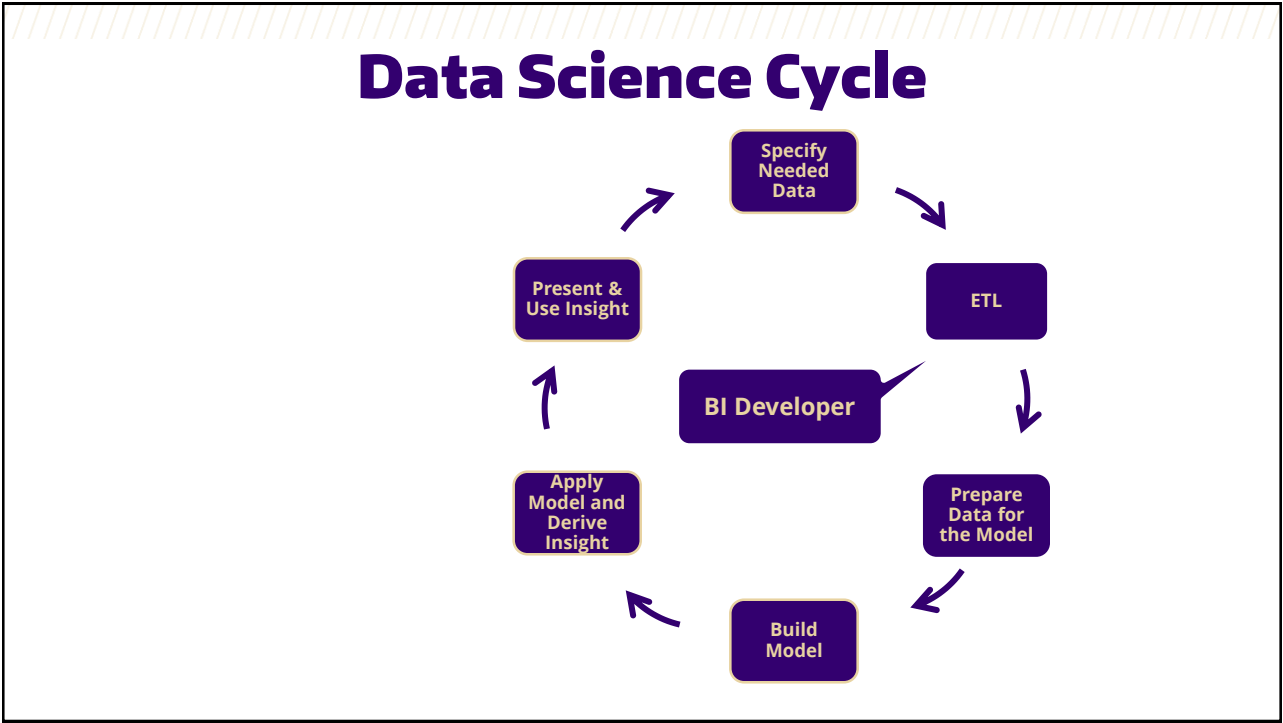 Data Science Cycle
Specify
Needed
Data
ETL
BI Developer
Prepare
Data for
the Model
Build
Model
Apply
Model and
Derive
Insight
Present &
Use Insight